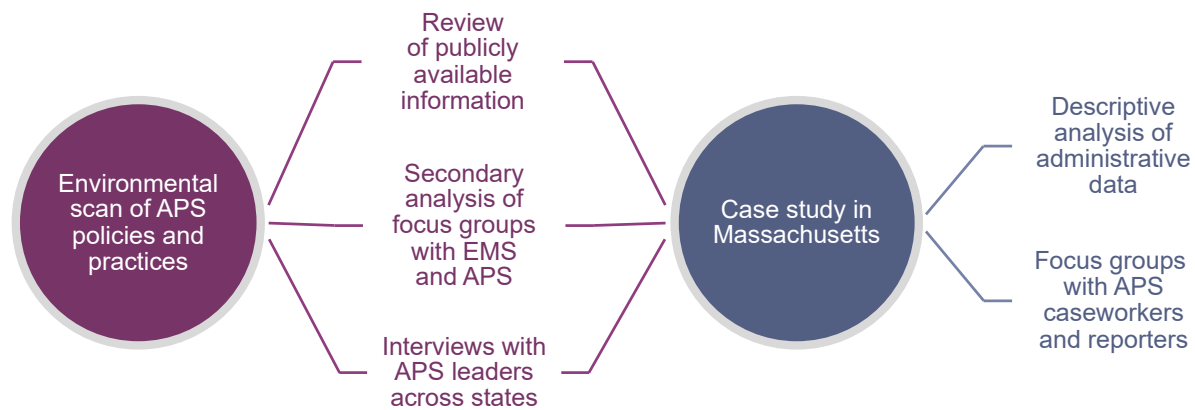 Environmental
scan of APS
policies and
practices
Review
of publicly
available
information
Secondary
analysis of
focus groups
with EMS
and APS
Interviews with
APS leaders
across states
Case study in
Massachusetts
Descriptive
analysis of
administrative
data
Focus groups
with APS
caseworkers
and reporters